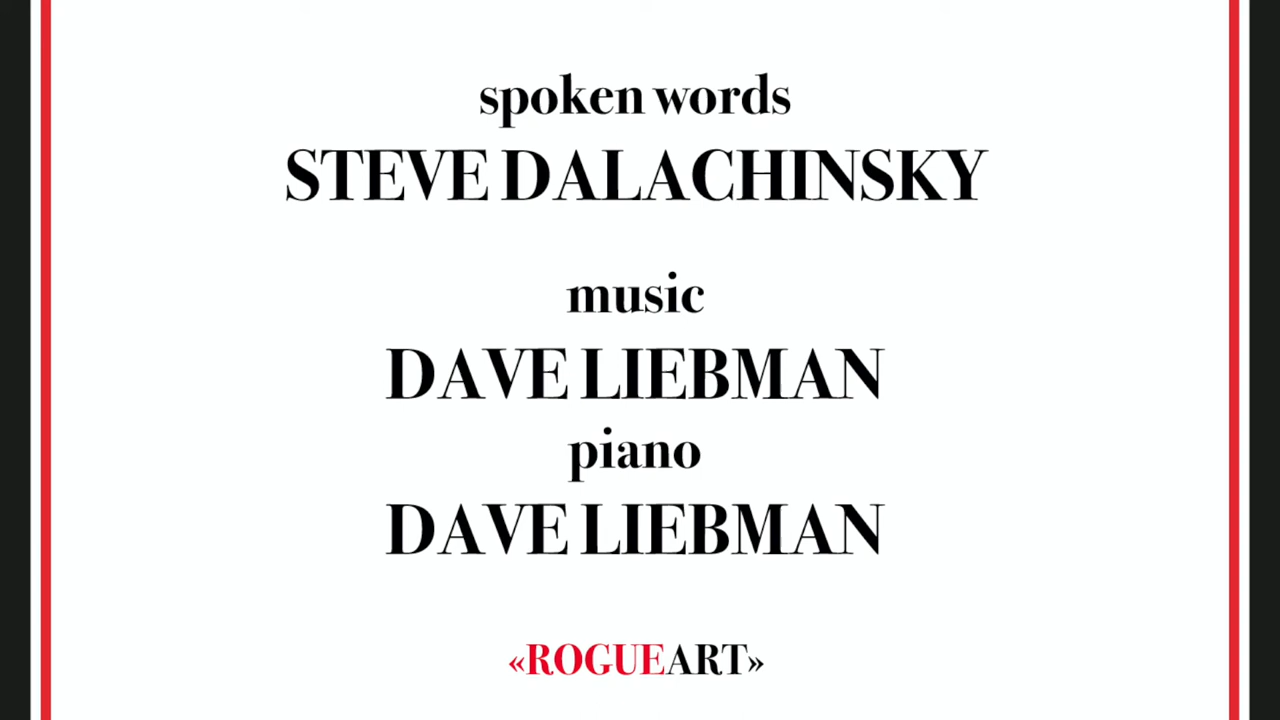 spoken words
STEVE DALACHINSKY
music
DAVE LIEBMAN
piano
DAVE LIEBMAN
«ROGUEART»